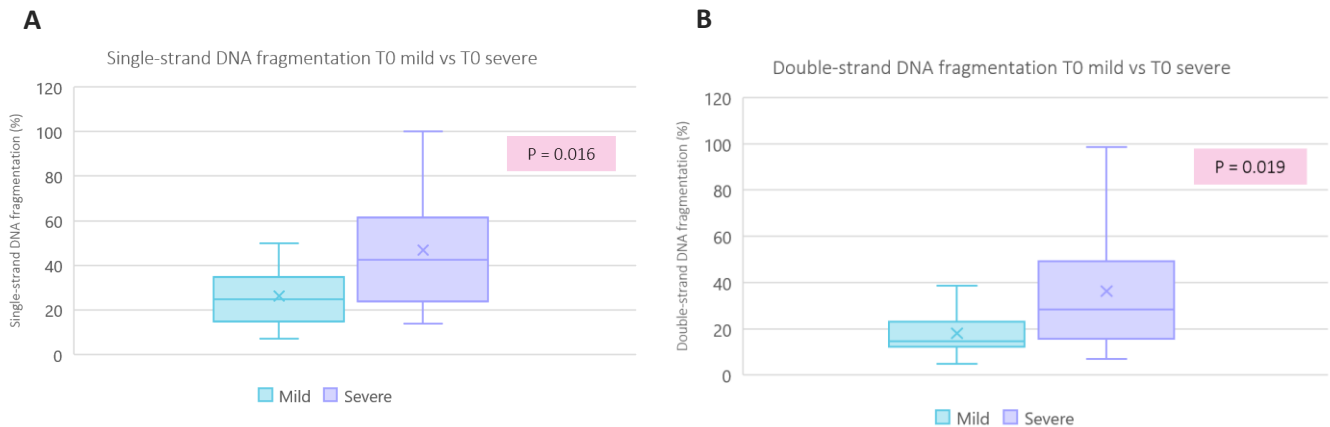 A
Single-strand DNA fragmentation T0 mild vs T0 severe
Single-strand DNA fragmentation (%)
120
100
80
60
40
20
0
P = 0.016
Mild
Severe
B
Double-strand DNA fragmentation T0 mild vs T0 severe
Double-strand DNA fragmentation (%)
120
100
80
60
40
20
0
P = 0.019
Mild
Severe